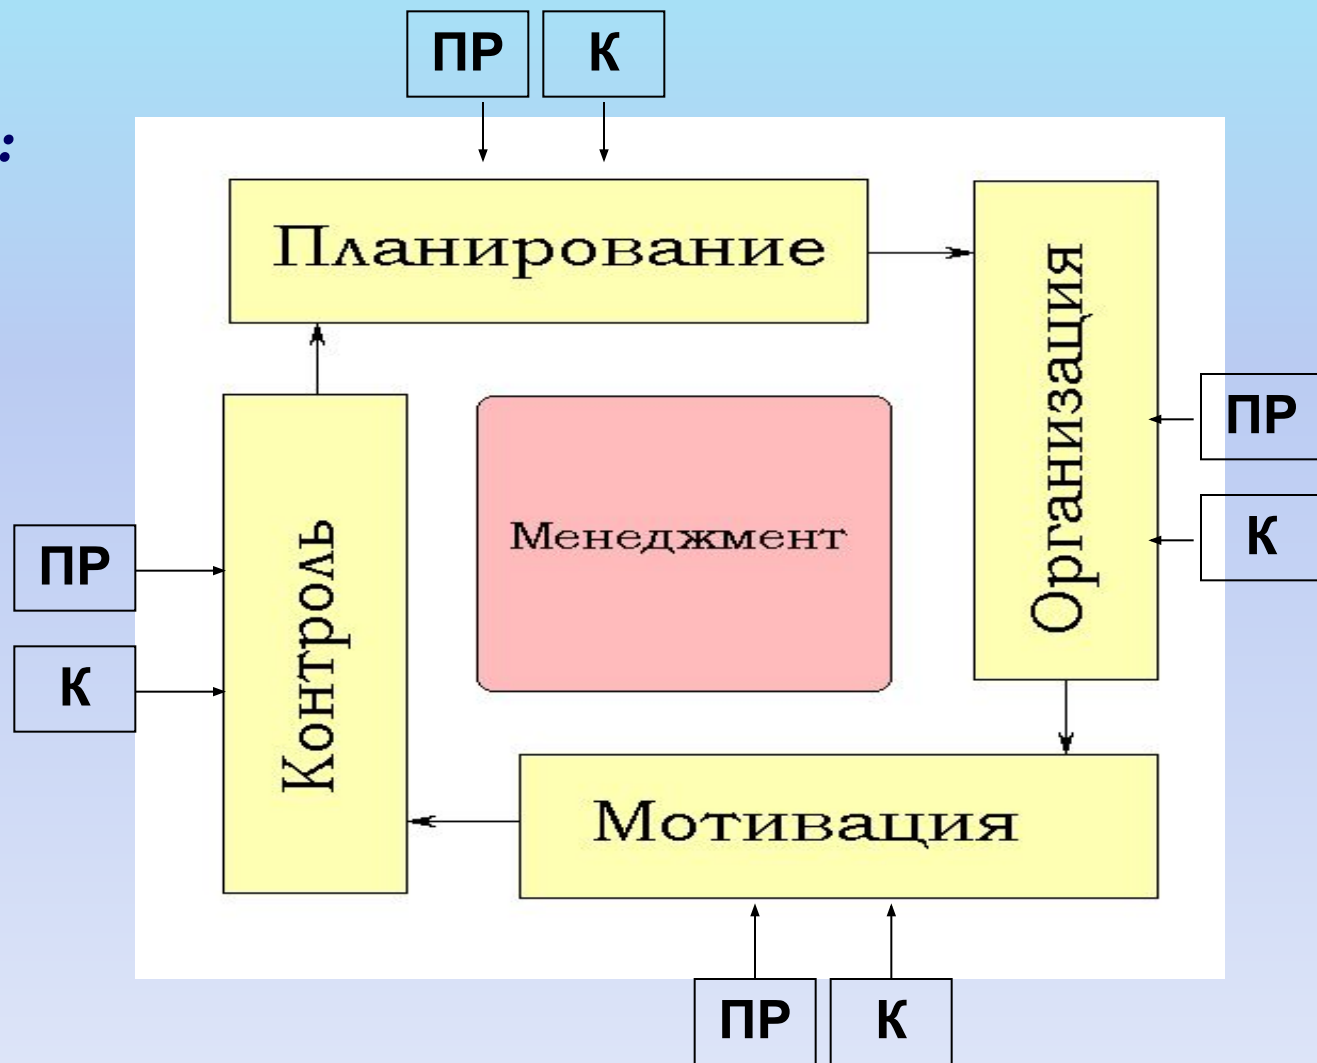 ПР К
:
Планирование
Организация
ПР
К
Менеджмент
Контроль
ПР
К
Мотивация
ПР К